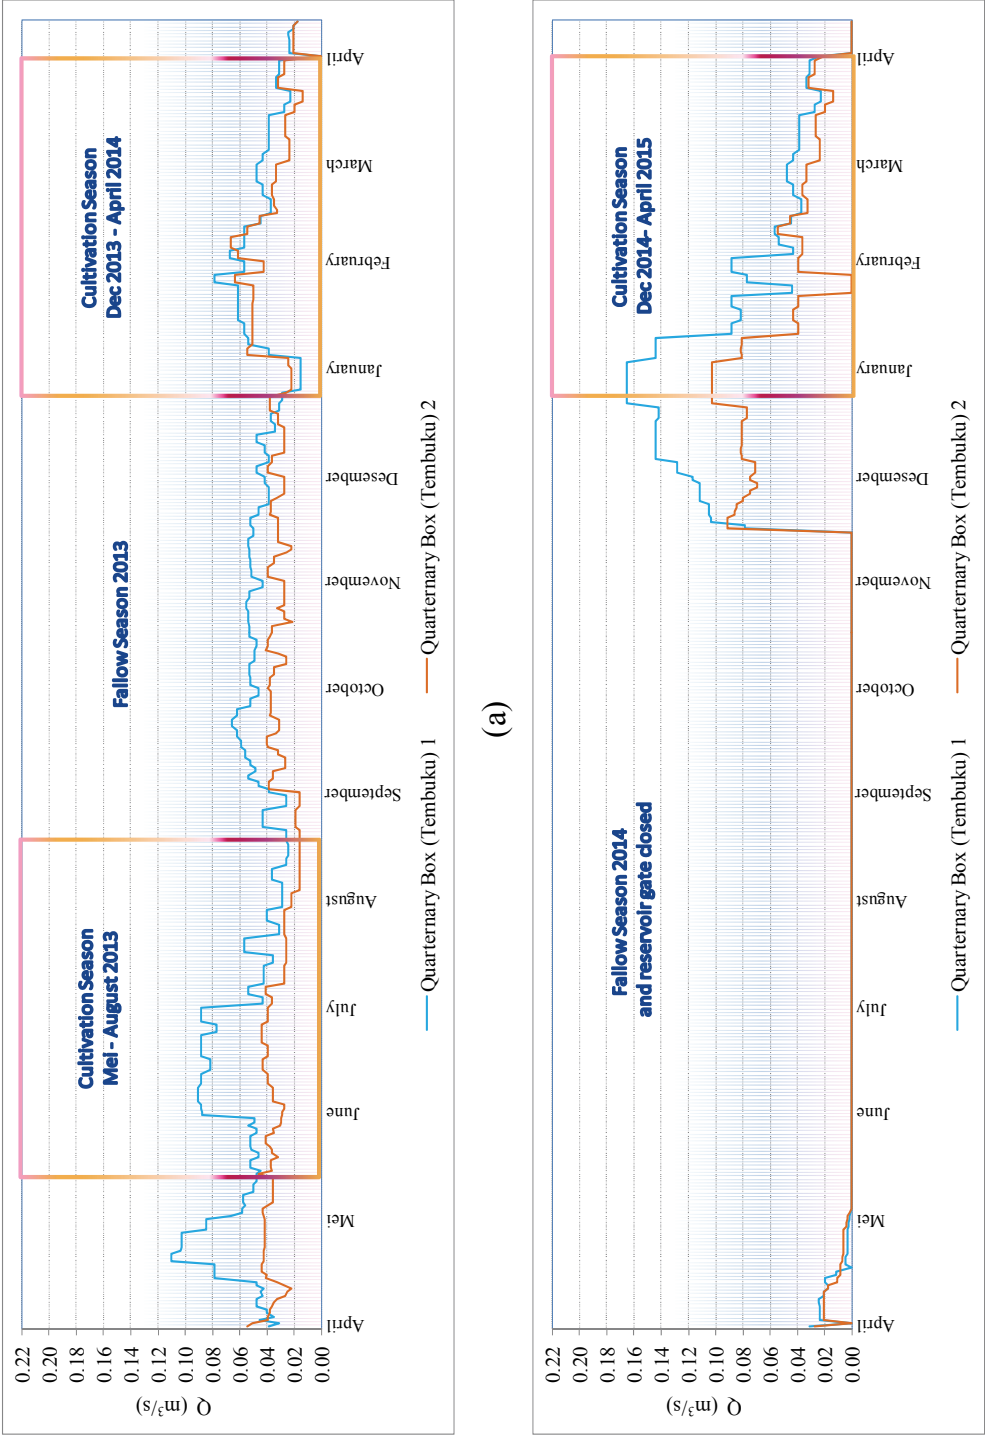 0.22
0.20
0.18
0.16
0.14
0.12
0.10
0.08
0.06
0.04
0.02
0.00
Q (m³/s)
Cultivation Season
Mei - August 2013
Fallow Season 2013
Cultivation Season
Dec 2013 - April 2014
April
Mei
June
July
August
September
October
November
Desember
January
February
March
April
Quarternary Box (Tembuku) 1
Quarternary Box (Tembuku) 2
(a)
0.22
0.20
0.18
0.16
0.14
0.12
0.10
0.08
0.06
0.04
0.02
0.00
Q (m³/s)
Fallow Season 2014
and reservoir gate closed
Cultivation Season
Dec 2014- April 2015
April
Mei
June
July
August
September
October
November
Desember
January
February
March
April
Quarternary Box (Tembuku) 1
Quarternary Box (Tembuku) 2